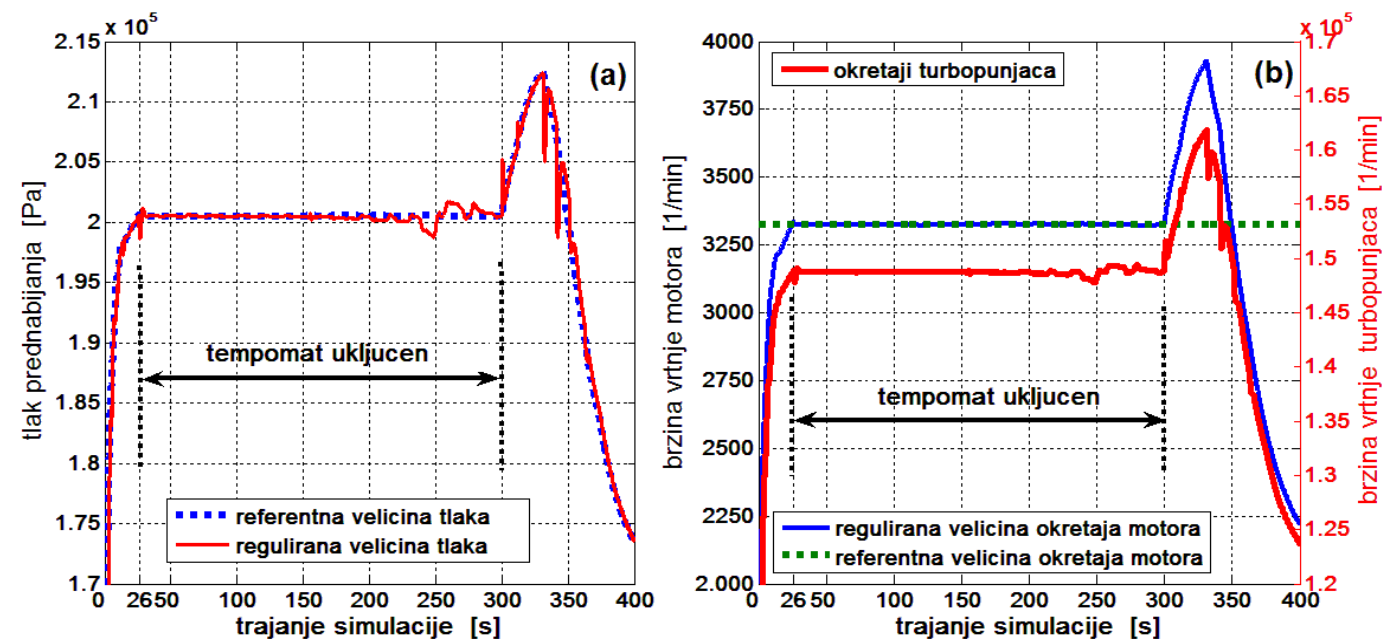 x 10⁵
2.15
2.1
2.05
2
1.95
1.9
1.85
1.8
1.75
1.7
tlak prednabijanja [Pa]
(a)
tempomat ukljucen
referentna velicina tlaka
regulirana velicina tlaka
0 26 50 100 150 200 250 300 350 400
trajanje simulacije [s]
x 10⁵
4000
3750
3500
3250
3000
2750
2500
2250
2.000
brzina vrtnje motora [1/min]
okretaji turbopunjaca
(b)
tempomat ukljucen
regulirana velicina okretaja motora
referentna velicina okretaja motora
1.7
1.65
1.6
1.55
1.5
1.45
1.4
1.35
1.3
1.25
1.2
brzina vrtnje turbopunjaca [1/min]
0 26 50 100 150 200 250 300 350 400
trajanje simulacije [s]